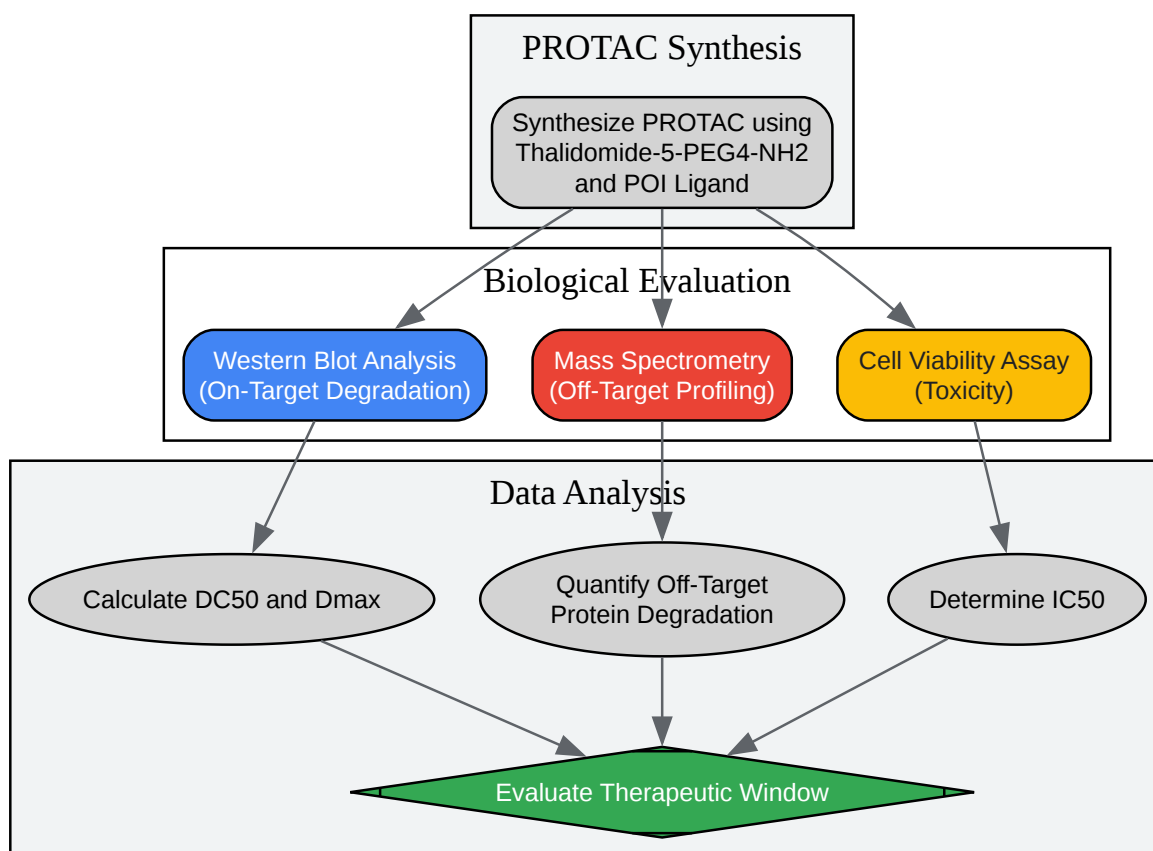 PROTAC Synthesis
Synthesize PROTAC using
Thalidomide-5-PEG4-NH2
and POI Ligand
Biological Evaluation
Western Blot Analysis
(On-Target Degradation)
Mass Spectrometry
(Off-Target Profiling)
Cell Viability Assay
(Toxicity)
Data Analysis
Calculate DC50 and Dmax
Quantify Off-Target
Protein Degradation
Determine IC50
Evaluate Therapeutic Window